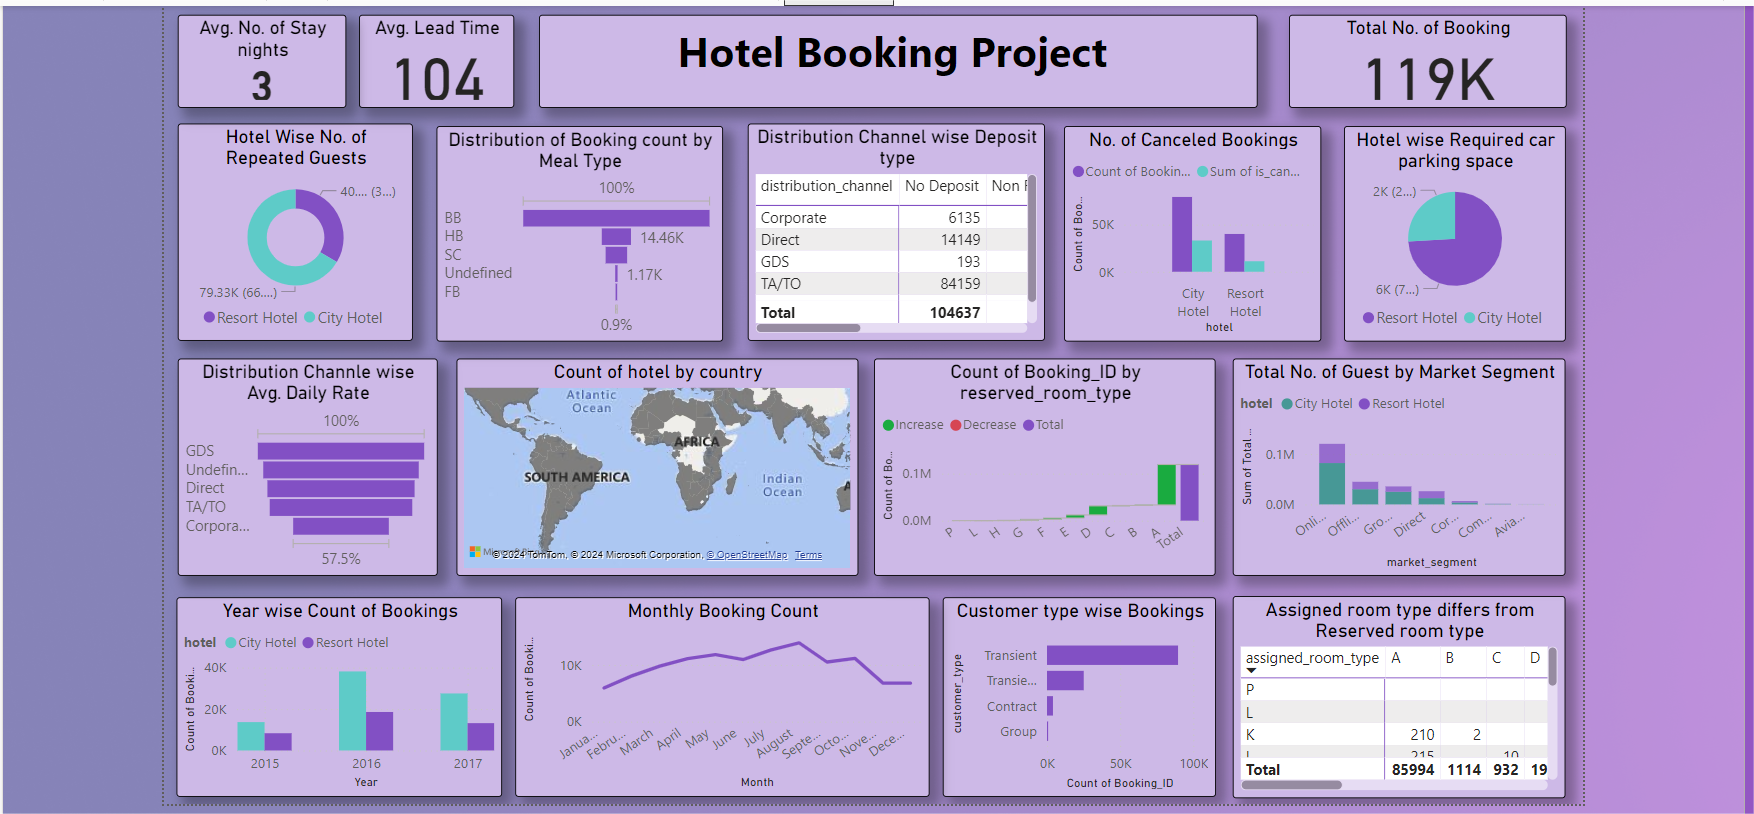 Avg. No. of Stay
nights
3
Avg. Lead Time
104
Hotel Booking Project
Total No. of Booking
119K
Hotel Wise No. of
Repeated Guests
40.... (3...)
79.33K (66....)
Resort Hotel City Hotel
Distribution of Booking count by
Meal Type
100%
BB
HB
14.46K
SC
Undefined
1.17K
FB
0.9%
Distribution Channel wise Deposit
type
distribution_channel No Deposit Non
Corporate 6135
Direct 14149
GDS 193
TA/TO 84159
Total 104637
No. of Canceled Bookings
Count of Bookin... Sum of is_can...
Count of Boo...
50K
0K
City
Hotel
Resort
Hotel
hotel
Hotel wise Required car
parking space
2K (2...)
6K (7...)
Resort Hotel City Hotel
Distribution Channle wise
Avg. Daily Rate
100%
GDS
Undefin...
Direct
TA/TO
Corpora...
57.5%
Count of hotel by country
Atlantic
Ocean
AFRICA
SOUTH AMERICA
Indian
Ocean
© 2024 TomTom, © 2024 Microsoft Corporation, © OpenStreetMap Terms
Count of Booking_ID by
reserved_room_type
Increase Decrease Total
Count of Bo...
0.1M
0.0M
P L H G F E D C B A Total
Total No. of Guest by Market Segment
hotel City Hotel Resort Hotel
Sum of Total ...
0.1M
0.0M
Onli... Offli... Gro... Direct Cor... Com... Avia...
market_segment
Year wise Count of Bookings
hotel City Hotel Resort Hotel
Count of Booki...
40K
20K
0K
2015 2016 2017
Year
Monthly Booking Count
Count of Booki...
10K
0K
Janua... Febru... March April May June July August Septe... Octo... Nove... Dece...
Month
Customer type wise Bookings
customer_type
Transient
Transie...
Contract
Group
0K 50K 100K
Count of Booking_ID
Assigned room type differs from
Reserved room type
assigned_room_type A B C D
P
L
K 210 2
I 215 10
Total 85994 1114 932 19